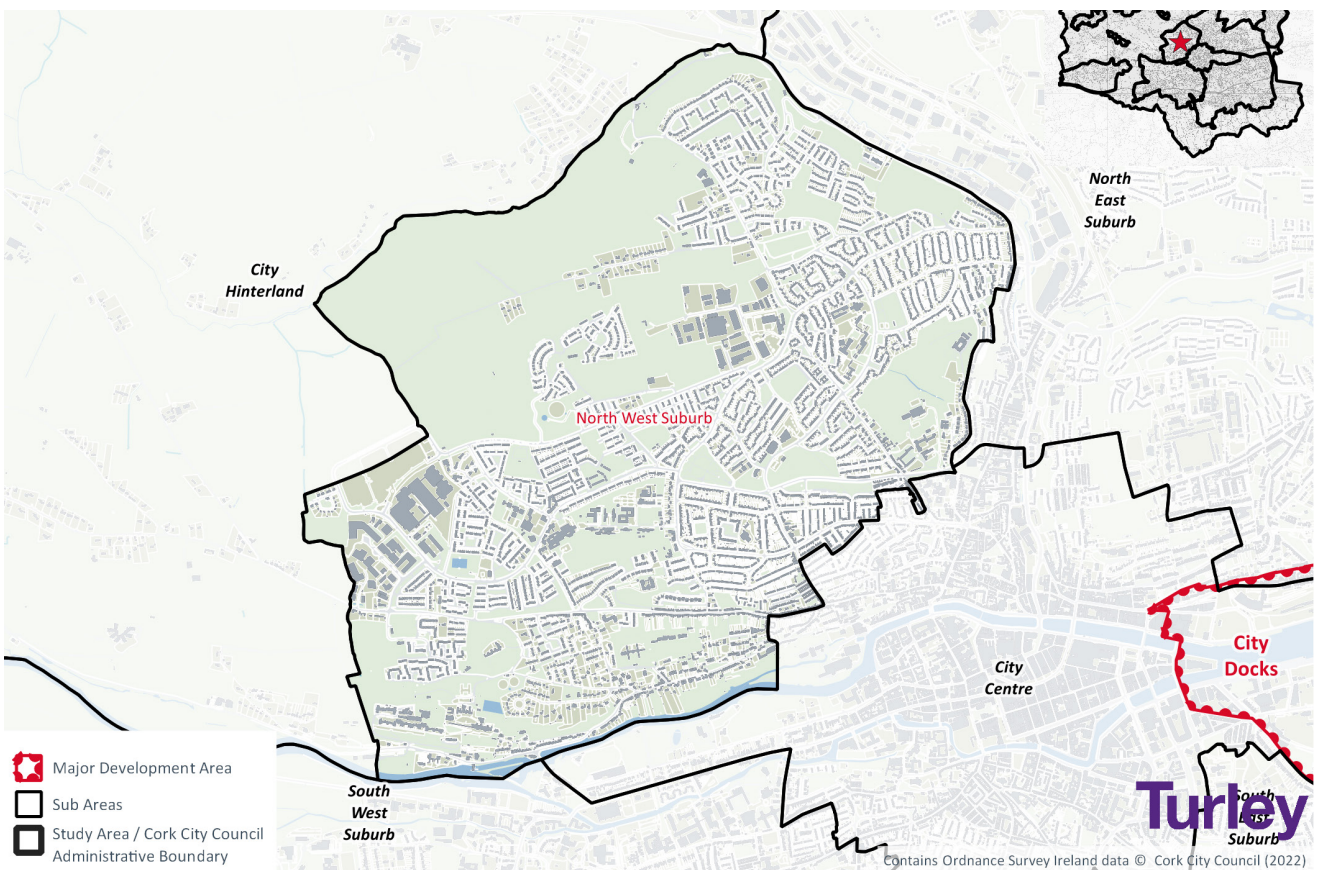 North
East
Suburb
City
Hinterland
North West Suburb
City
Docks
City
Centre
Major Development Area
Sub Areas
Study Area / Cork City Council
Administrative Boundary
South
West
Suburb
Turley
South
East
Suburb
Contains Ordnance Survey Ireland data © Cork City Council (2022)